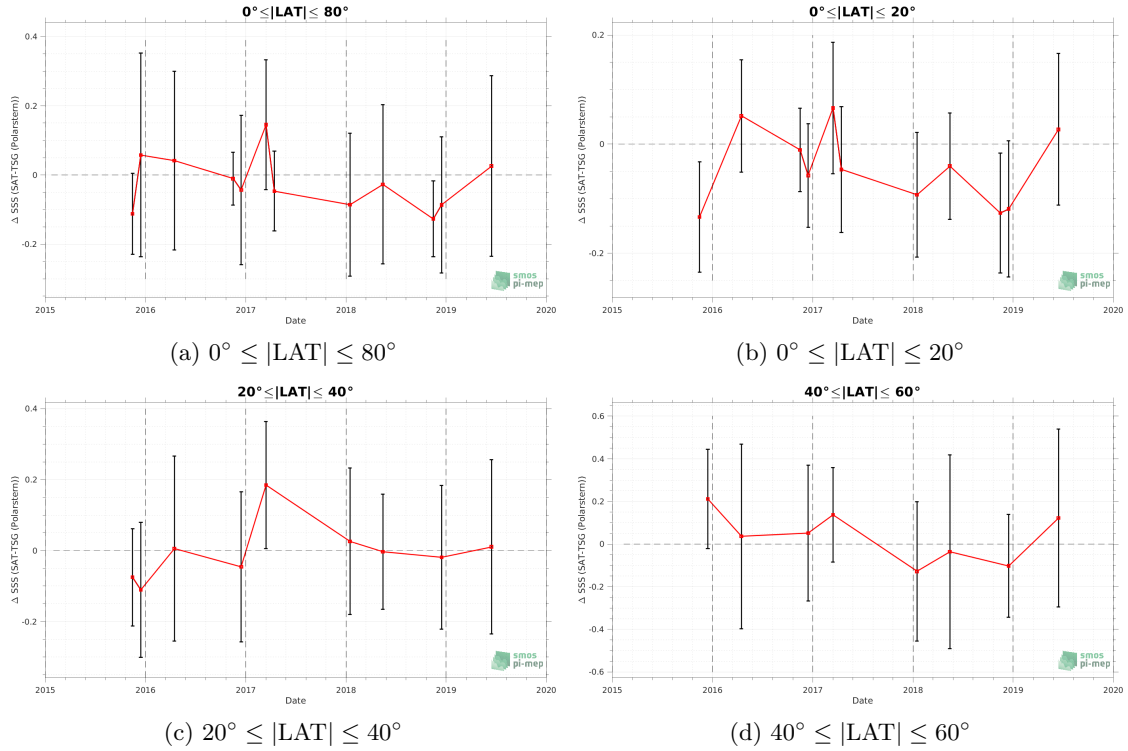 0°≤|LAT|≤ 80°
0.4
0.2
0
-0.2
Δ SSS (SAT-TSG (Polarstern))
smos
pi-mep
2015 2016 2017 2018 2019 2020
Date
(a) 0° ≤ |LAT| ≤ 80°
0°≤|LAT|≤ 20°
0.2
0
-0.2
Δ SSS (SAT-TSG (Polarstern))
smos
pi-mep
2015 2016 2017 2018 2019 2020
Date
(b) 0° ≤ |LAT| ≤ 20°
20°≤|LAT|≤ 40°
0.4
0.2
0
-0.2
Δ SSS (SAT-TSG (Polarstern))
smos
pi-mep
2015 2016 2017 2018 2019 2020
Date
(c) 20° ≤ |LAT| ≤ 40°
40°≤|LAT|≤ 60°
0.6
0.4
0.2
0
-0.2
-0.4
-0.6
Δ SSS (SAT-TSG (Polarstern))
smos
pi-mep
2015 2016 2017 2018 2019 2020
Date
(d) 40° ≤ |LAT| ≤ 60°